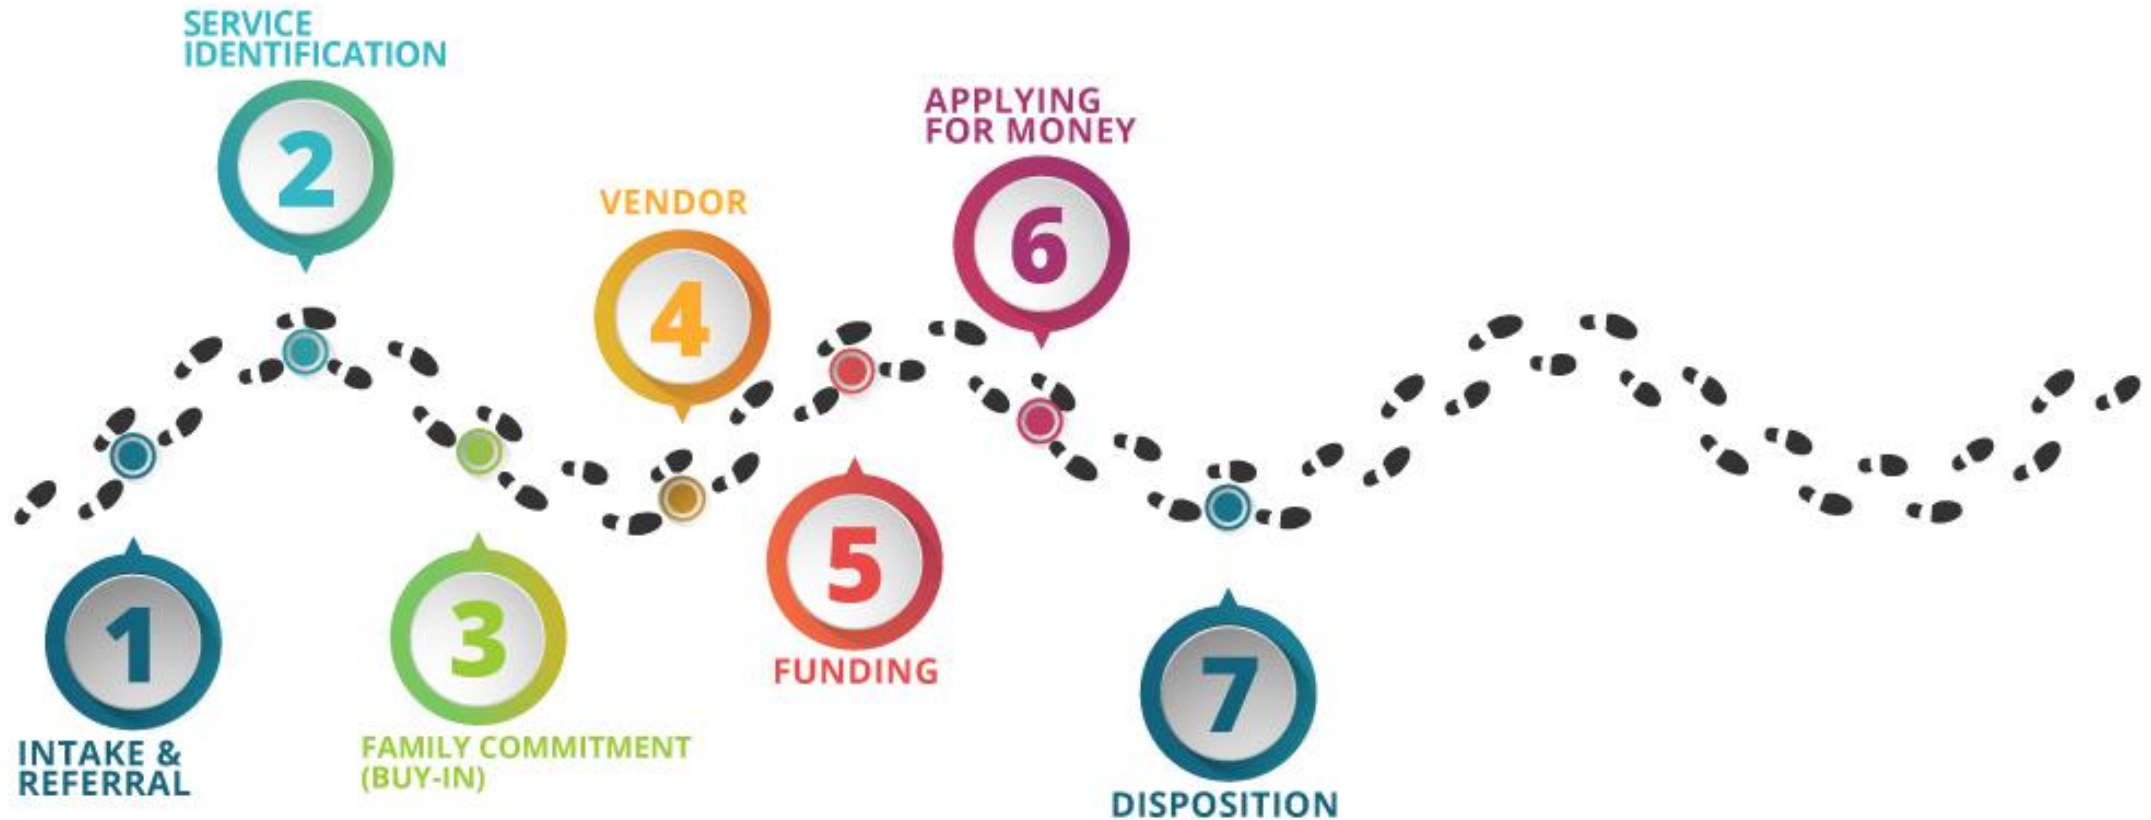 1
INTAKE &
REFERRAL
SERVICE
IDENTIFICATION
2
3
FAMILY COMMITMENT
(BUY-IN)
VENDOR
4
5
FUNDING
APPLYING
FOR MONEY
6
7
DISPOSITION